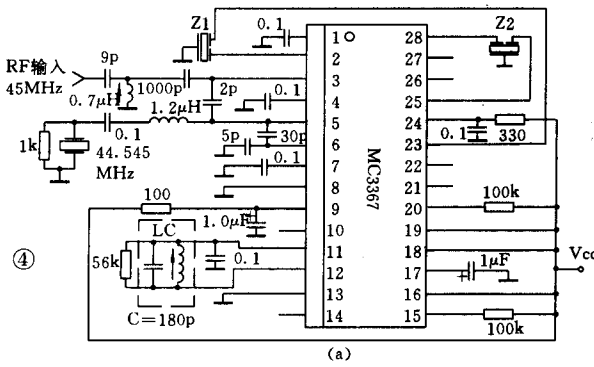 Z1
0.1
Z2
1
28
2
27
9p
RF输入
45MHz
1000p
2p
3
26
0.7μH
0.1
4
25
1.2μH
5
24
0.1
0.1
330
1k
44.545
MHz
5p
30p
6
23
0.1
7
22
8
21
MC3367
100
9
20
100k
1.0μF
LC
10
19
11
18
Vcc
④
56k
0.1
12
17
1μF
13
16
C=180p
14
15
100k
(a)